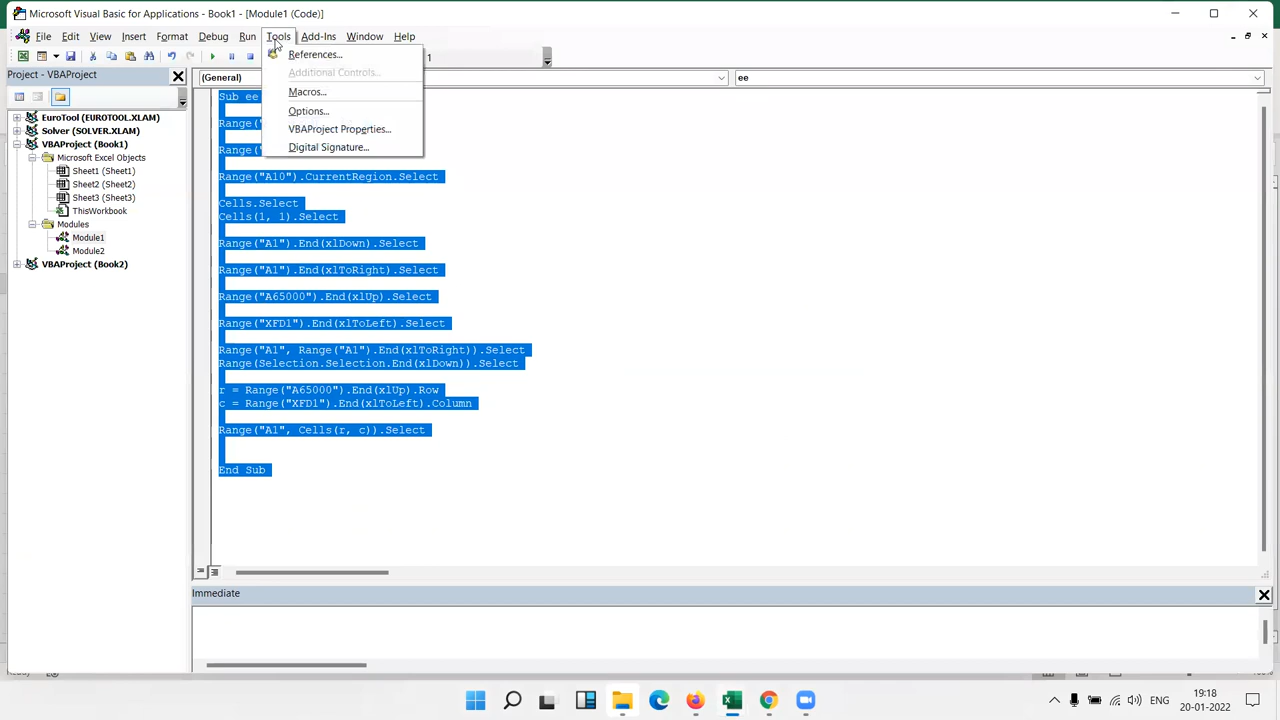 Microsoft Visual Basic for Applications - Book1 - [Module1 (Code)]
File Edit View Insert Format Debug Run Tools Add-Ins Window Help
References...
Additional Controls...
Macros...
Options...
VBAProject Properties...
Digital Signature...
1
Project - VBAProject
EuroTool (EUROTOOL.XLAM)
Solver (SOLVER.XLAM)
VBAProject (Book1)
Microsoft Excel Objects
Sheet1 (Sheet1)
Sheet2 (Sheet2)
Sheet3 (Sheet3)
ThisWorkbook
Modules
Module1
Module2
VBAProject (Book2)
(General)
ee
Sub ee
Range("
Range("
Range("A10").CurrentRegion.Select
Cells.Select
Cells(1, 1).Select
Range("A1").End(xlDown).Select
Range("A1").End(xlToRight).Select
Range("A65000").End(xlUp).Select
Range("XFD1").End(xlToLeft).Select
Range("A1", Range("A1").End(xlToRight)).Select
Range(Selection.Selection.End(xlDown)).Select
r = Range("A65000").End(xlUp).Row
c = Range("XFD1").End(xlToLeft).Column
Range("A1", Cells(r, c)).Select
End Sub
Immediate
ENG
19:18
20-01-2022